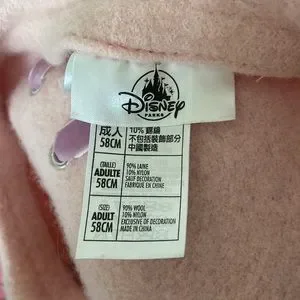 Disney
PARKS
成人
58CM
10% 錦綸
不包括裝飾部分
中國製造
(TAILLE)
ADULTE
58CM
90% LAINE
10% NYLON
SAUF DECORATION
FABRIQUE EN CHINE
(SIZE)
ADULT
58CM
90% WOOL
10% NYLON
EXCLUSIVE OF DECORATION
MADE IN CHINA